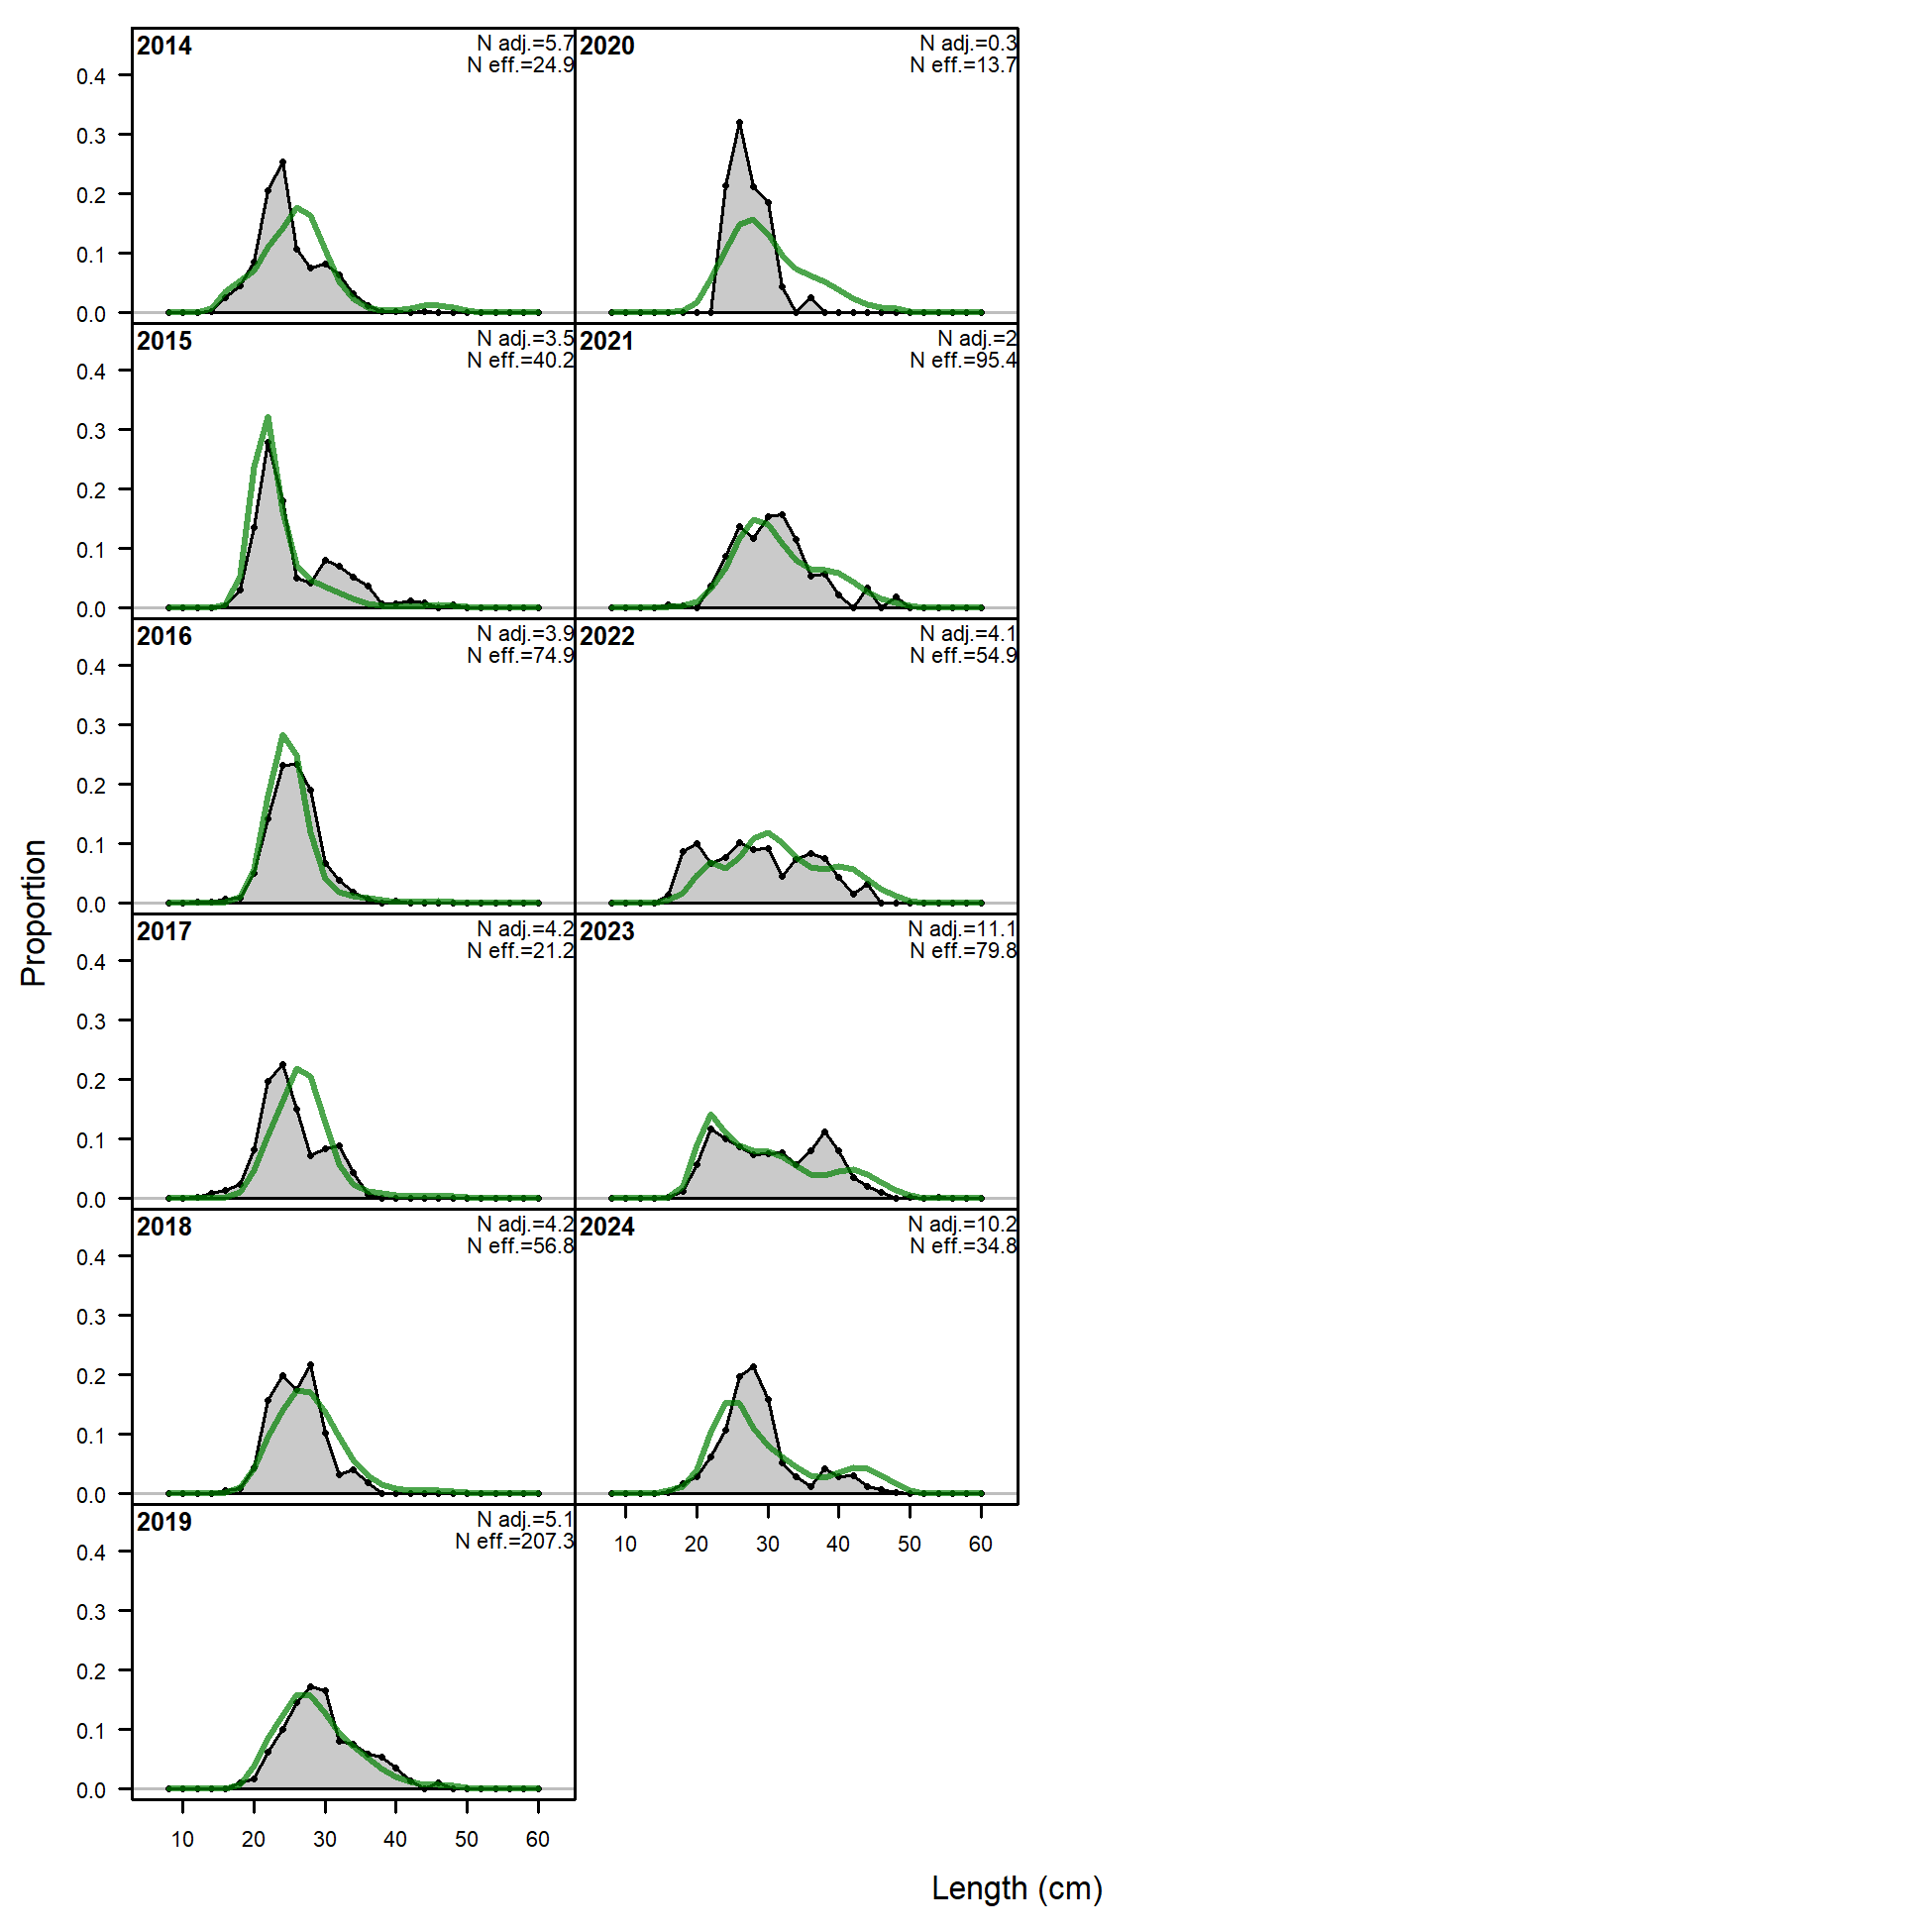 2014
N adj.=5.7
N eff.=24.9
0.4
0.3
0.2
0.1
0.0
2015
N adj.=3.5
N eff.=40.2
0.4
0.3
0.2
0.1
0.0
2016
N adj.=3.9
N eff.=74.9
0.4
0.3
0.2
0.1
0.0
2017
N adj.=4.2
N eff.=21.2
0.4
0.3
0.2
0.1
0.0
2018
N adj.=4.2
N eff.=56.8
0.4
0.3
0.2
0.1
0.0
2019
N adj.=5.1
N eff.=207.3
0.4
0.3
0.2
0.1
0.0
10 20 30 40 50 60
2020
N adj.=0.3
N eff.=13.7
2021
N adj.=2
N eff.=95.4
2022
N adj.=4.1
N eff.=54.9
2023
N adj.=11.1
N eff.=79.8
2024
N adj.=10.2
N eff.=34.8
10 20 30 40 50 60
Proportion
Length (cm)